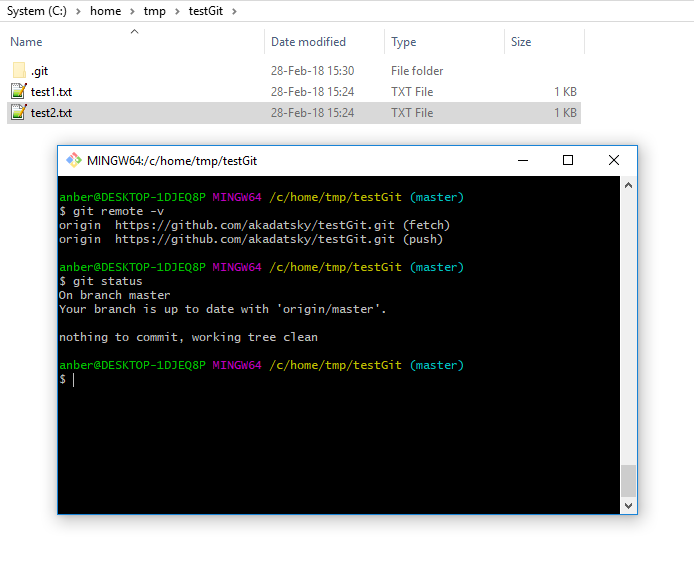 System (C:) > home > tmp > testGit >
Name Date modified Type Size
.git 28-Feb-18 15:30 File folder
test1.txt 28-Feb-18 15:24 TXT File 1 KB
test2.txt 28-Feb-18 15:24 TXT File 1 KB
MINGW64:/c/home/tmp/testGit
anber@DESKTOP-1DJEQ8P MINGW64 /c/home/tmp/testGit (master)
$ git remote -v
origin  https://github.com/akadatsky/testGit.git (fetch)
origin  https://github.com/akadatsky/testGit.git (push)
anber@DESKTOP-1DJEQ8P MINGW64 /c/home/tmp/testGit (master)
$ git status
On branch master
Your branch is up to date with 'origin/master'.
nothing to commit, working tree clean
anber@DESKTOP-1DJEQ8P MINGW64 /c/home/tmp/testGit (master)
$